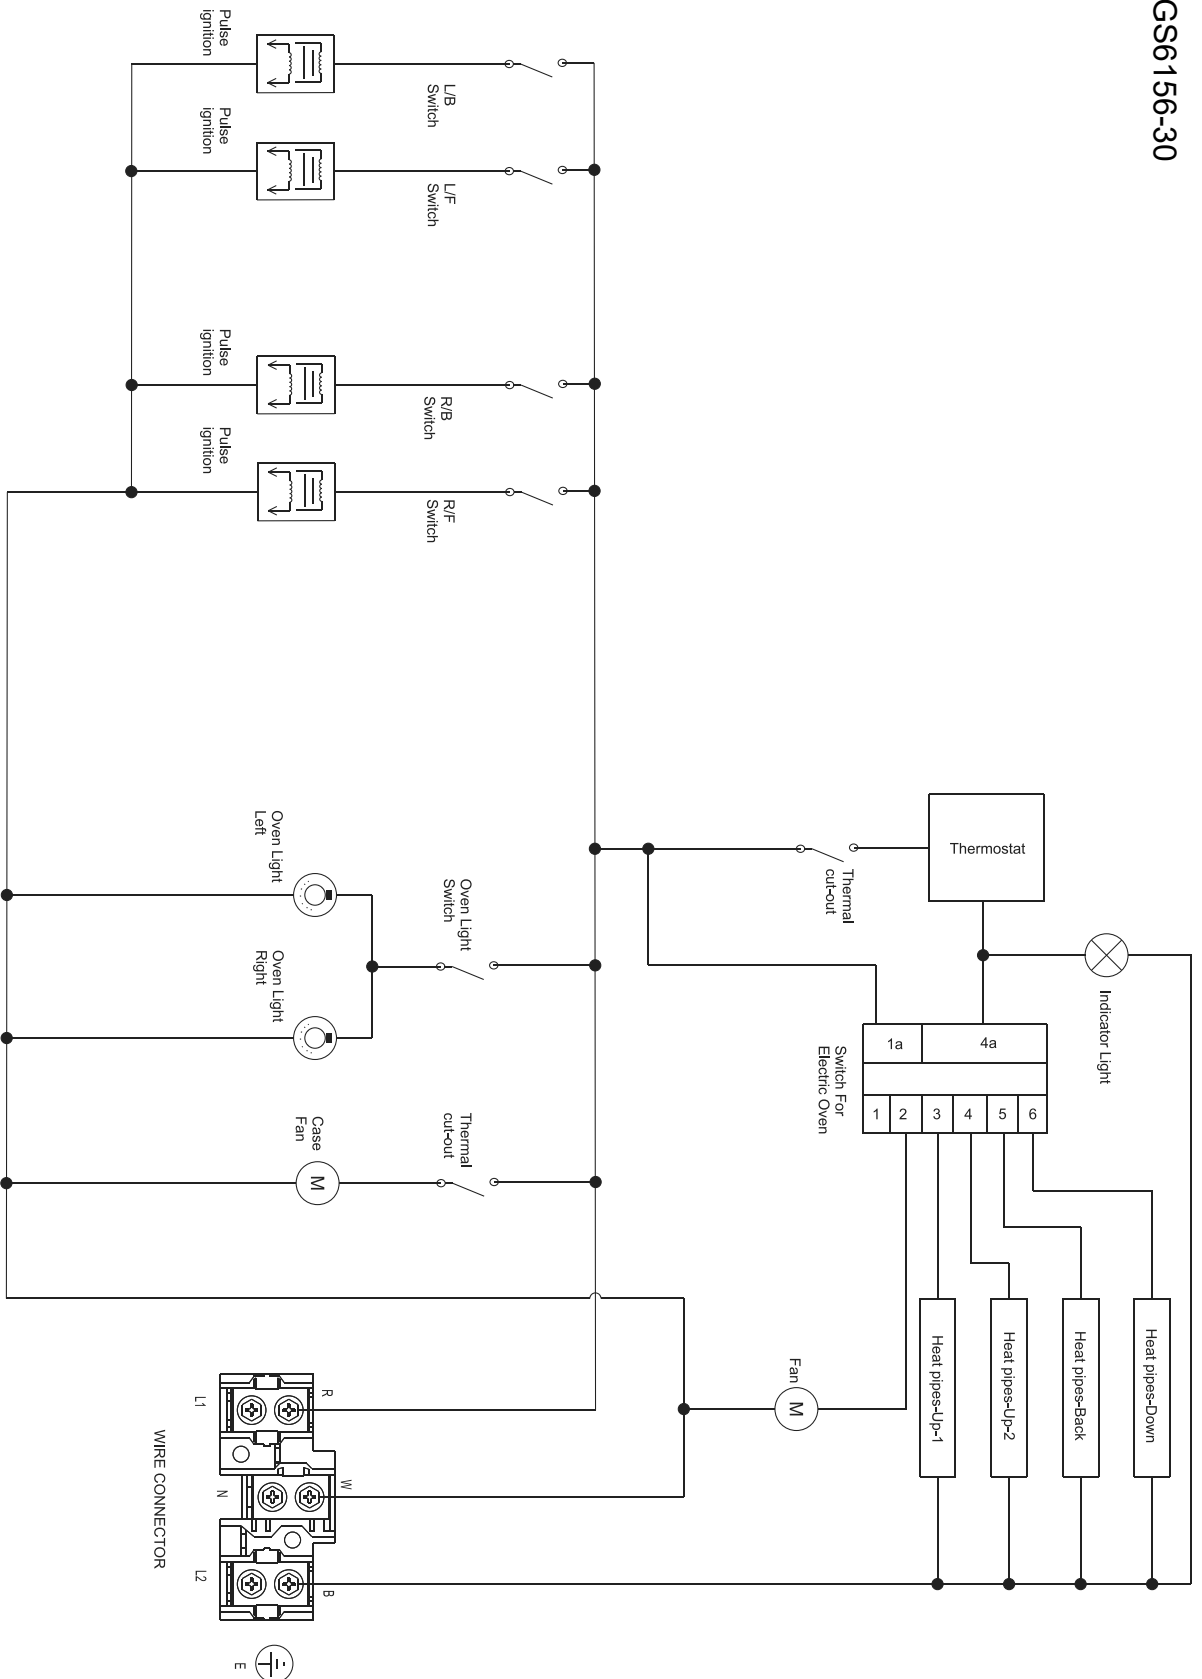 GS6156-30
Pulse
ignition
L/B
Switch
Pulse
ignition
L/F
Switch
Pulse
ignition
R/B
Switch
Pulse
ignition
R/F
Switch
Thermostat
Thermal
cut-out
Indicator Light
Oven Light
Left
Oven Light
Switch
Oven Light
Right
1a
4a
Switch For
Electric Oven
1
2
3
4
5
6
Case
Fan
M
Thermal
cut-out
Fan
M
Heat pipes-Up-1
Heat pipes-Up-2
Heat pipes-Back
Heat pipes-Down
R
L1
W
N
B
L2
WIRE CONNECTOR
E